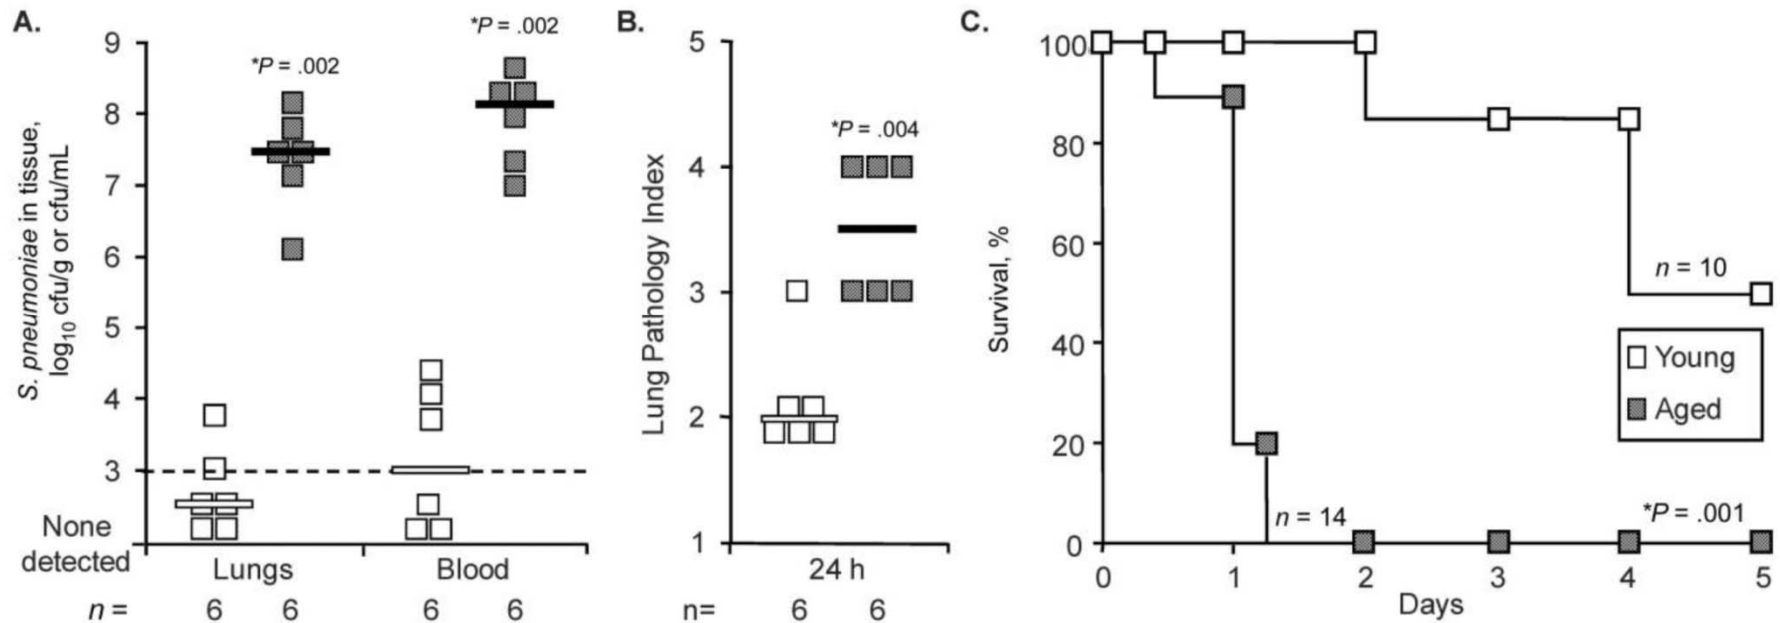 A.
*P = .002
*P = .002
S. pneumoniae in tissue,
log10 cfu/g or cfu/mL
9
8
7
6
5
4
3
None
detected
Lungs
Blood
n =
6
6
6
6
B.
Lung Pathology Index
5
4
3
2
1
*P = .004
24 h
n=
6
6
C.
Survival, %
100
80
60
40
20
0
n = 10
Young
Aged
n = 14
*P = .001
0
1
2
3
4
5
Days